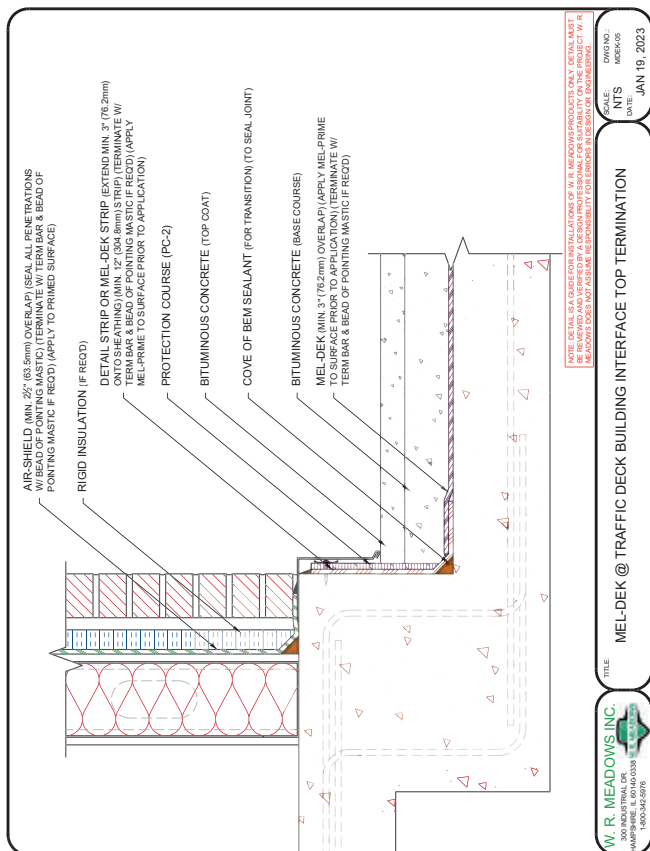 AIR-SHIELD (MIN. 2½" (63.5mm) OVERLAP) (SEAL ALL PENETRATIONS
W/ BEAD OF POINTING MASTIC) (TERMINATE W/ TERM BAR & BEAD OF
POINTING MASTIC IF REQ'D) (APPLY TO PRIMED SURFACE)
RIGID INSULATION (IF REQ'D)
DETAIL STRIP OR MEL-DEK STRIP (EXTEND MIN. 3" (76.2mm)
ONTO SHEATHING) (MIN. 12" (304.8mm) STRIP) (TERMINATE W/
TERM BAR & BEAD OF POINTING MASTIC IF REQ'D) (APPLY
MEL-PRIME TO SURFACE PRIOR TO APPLICATION)
PROTECTION COURSE (PC-2)
BITUMINOUS CONCRETE (TOP COAT)
COVE OF BEM SEALANT (FOR TRANSITION) (TO SEAL JOINT)
BITUMINOUS CONCRETE (BASE COURSE)
MEL-DEK (MIN. 3" (76.2mm) OVERLAP) (APPLY MEL-PRIME
TO SURFACE PRIOR TO APPLICATION) (TERMINATE W/
TERM BAR & BEAD OF POINTING MASTIC IF REQ'D)
NOTE: DETAIL IS A GUIDE FOR INSTALLATIONS OF W. R. MEADOWS PRODUCTS ONLY. DETAIL MUST
BE REVIEWED AND VERIFIED BY A DESIGN PROFESSIONAL FOR SUITABILITY ON THE PROJECT. W. R.
MEADOWS DOES NOT ASSUME RESPONSIBILITY FOR ERRORS IN DESIGN OR ENGINEERING.
W. R. MEADOWS INC.
300 INDUSTRIAL DR.
HAMPSHIRE, IL 60140-0338
1-800-342-5976
W. R. MEADOWS
TITLE:
MEL-DEK @ TRAFFIC DECK BUILDING INTERFACE TOP TERMINATION
SCALE:
NTS
DWG NO.:
MDEK-05
DATE:
JAN 19, 2023